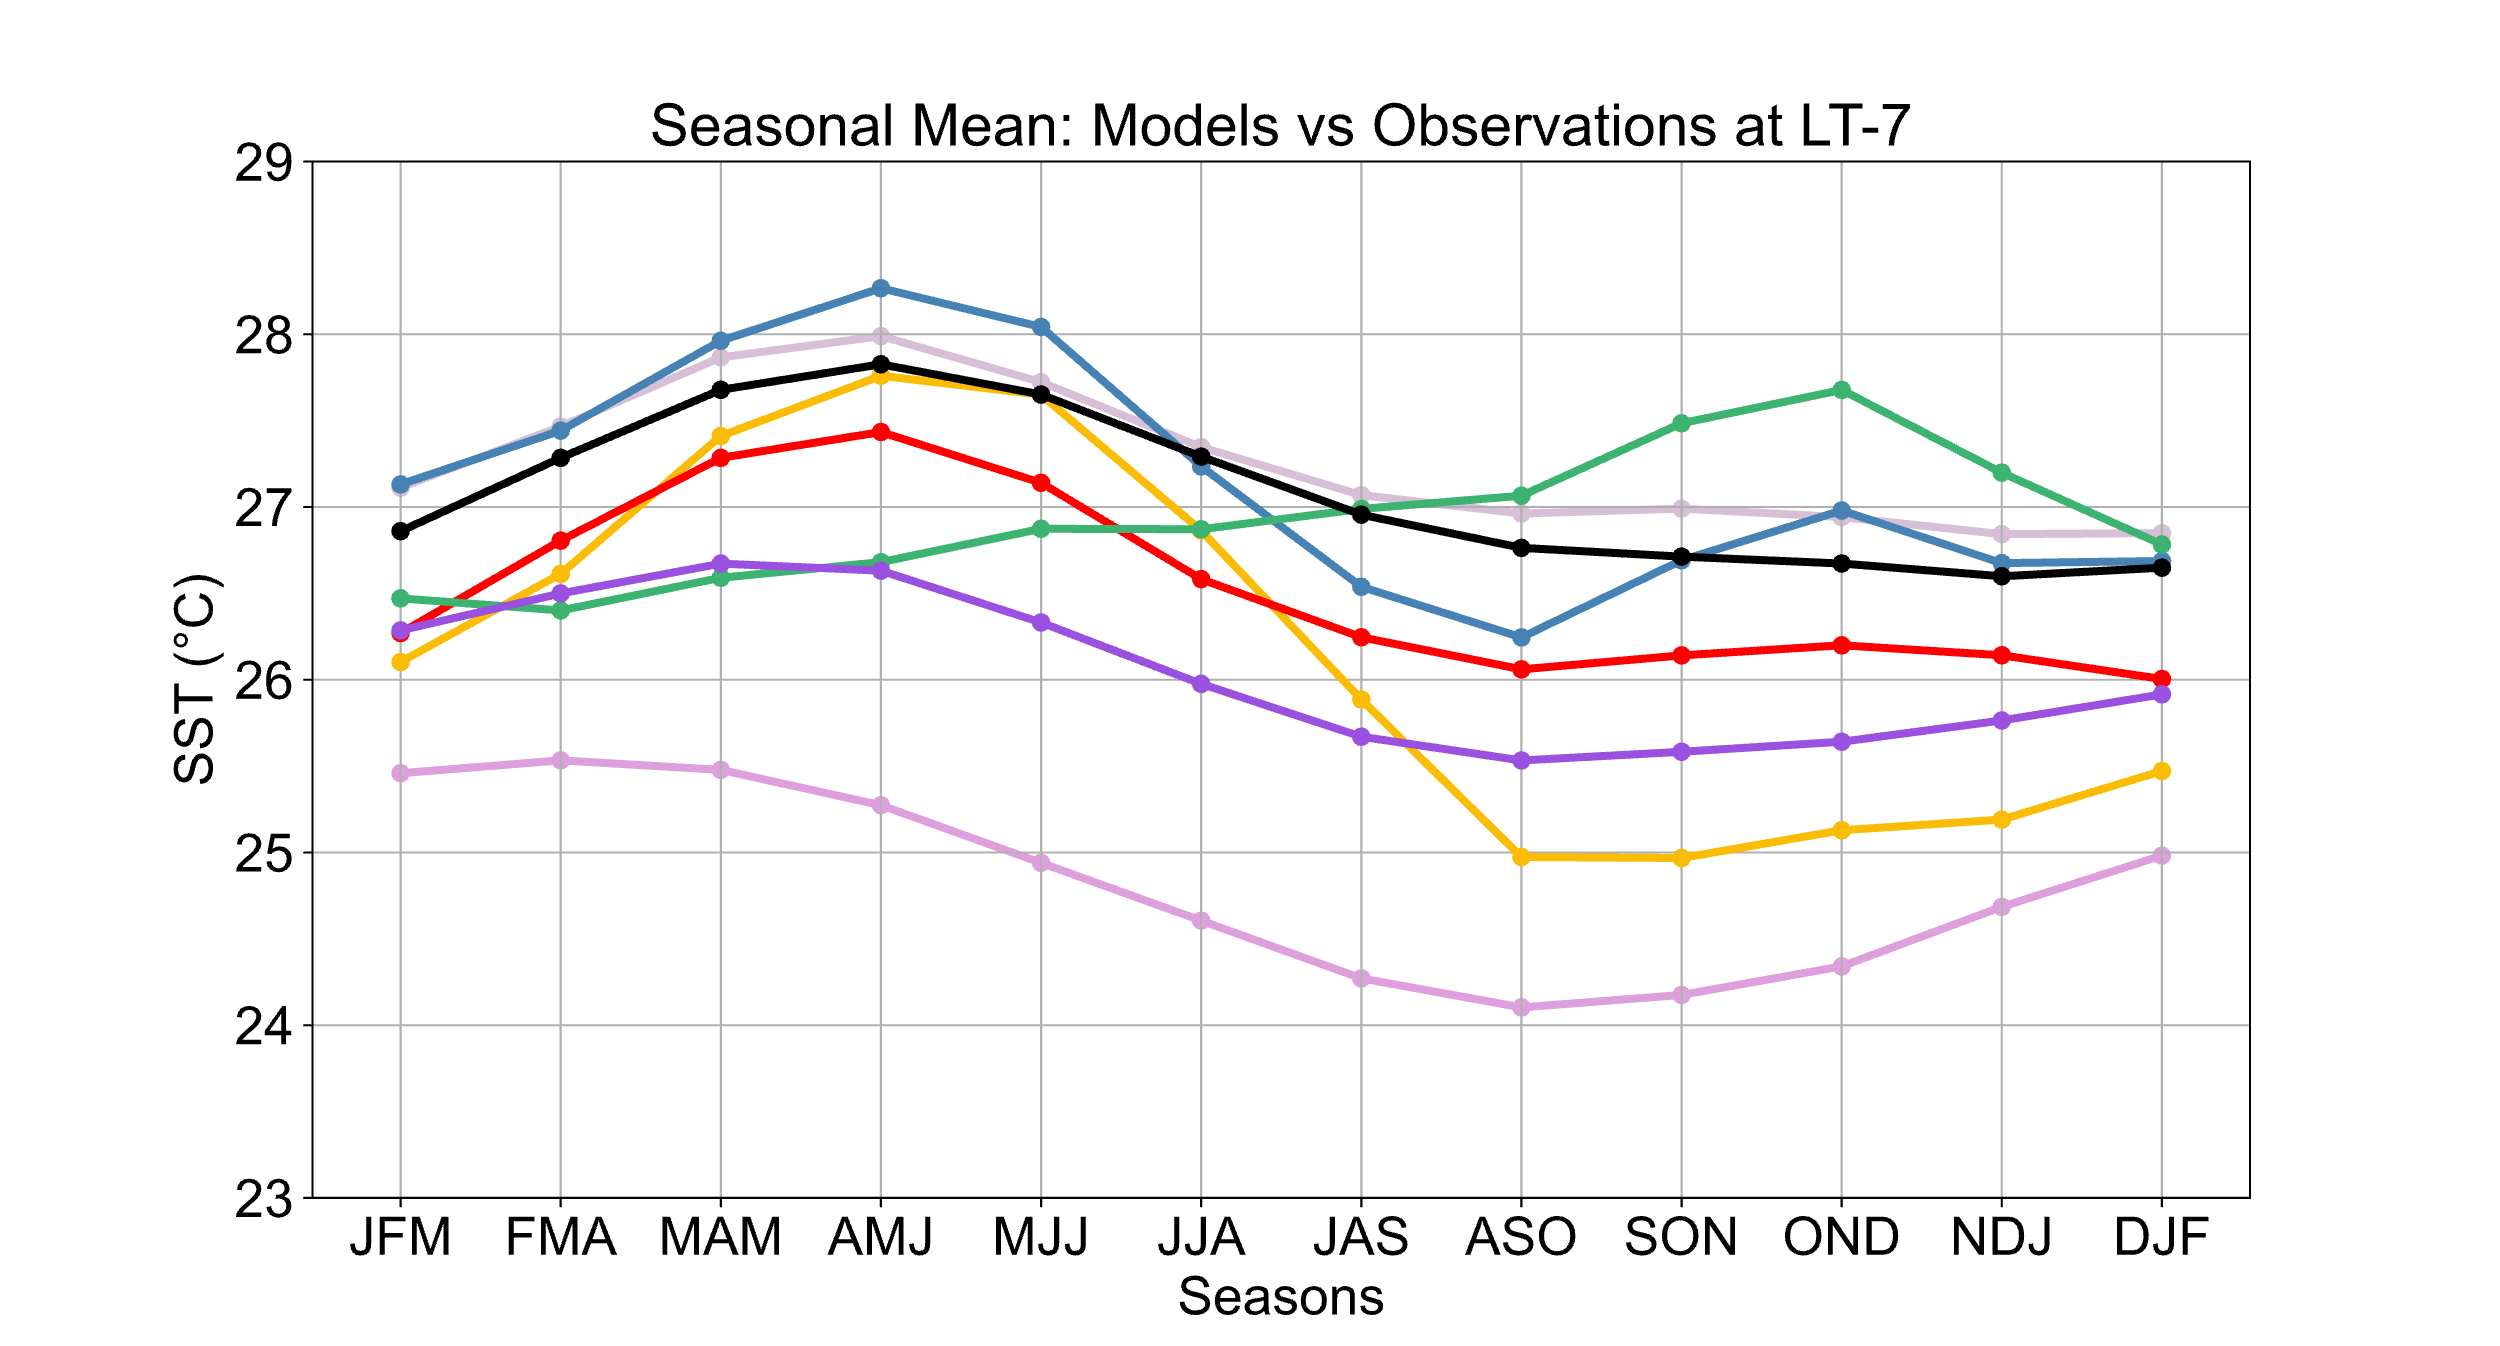 Seasonal Mean: Models vs Observations at LT-7
29
28
27
26
25
24
23
SST (°C)
JFM FMA MAM AMJ MJJ JJA JAS ASO SON OND NDJ DJF
Seasons